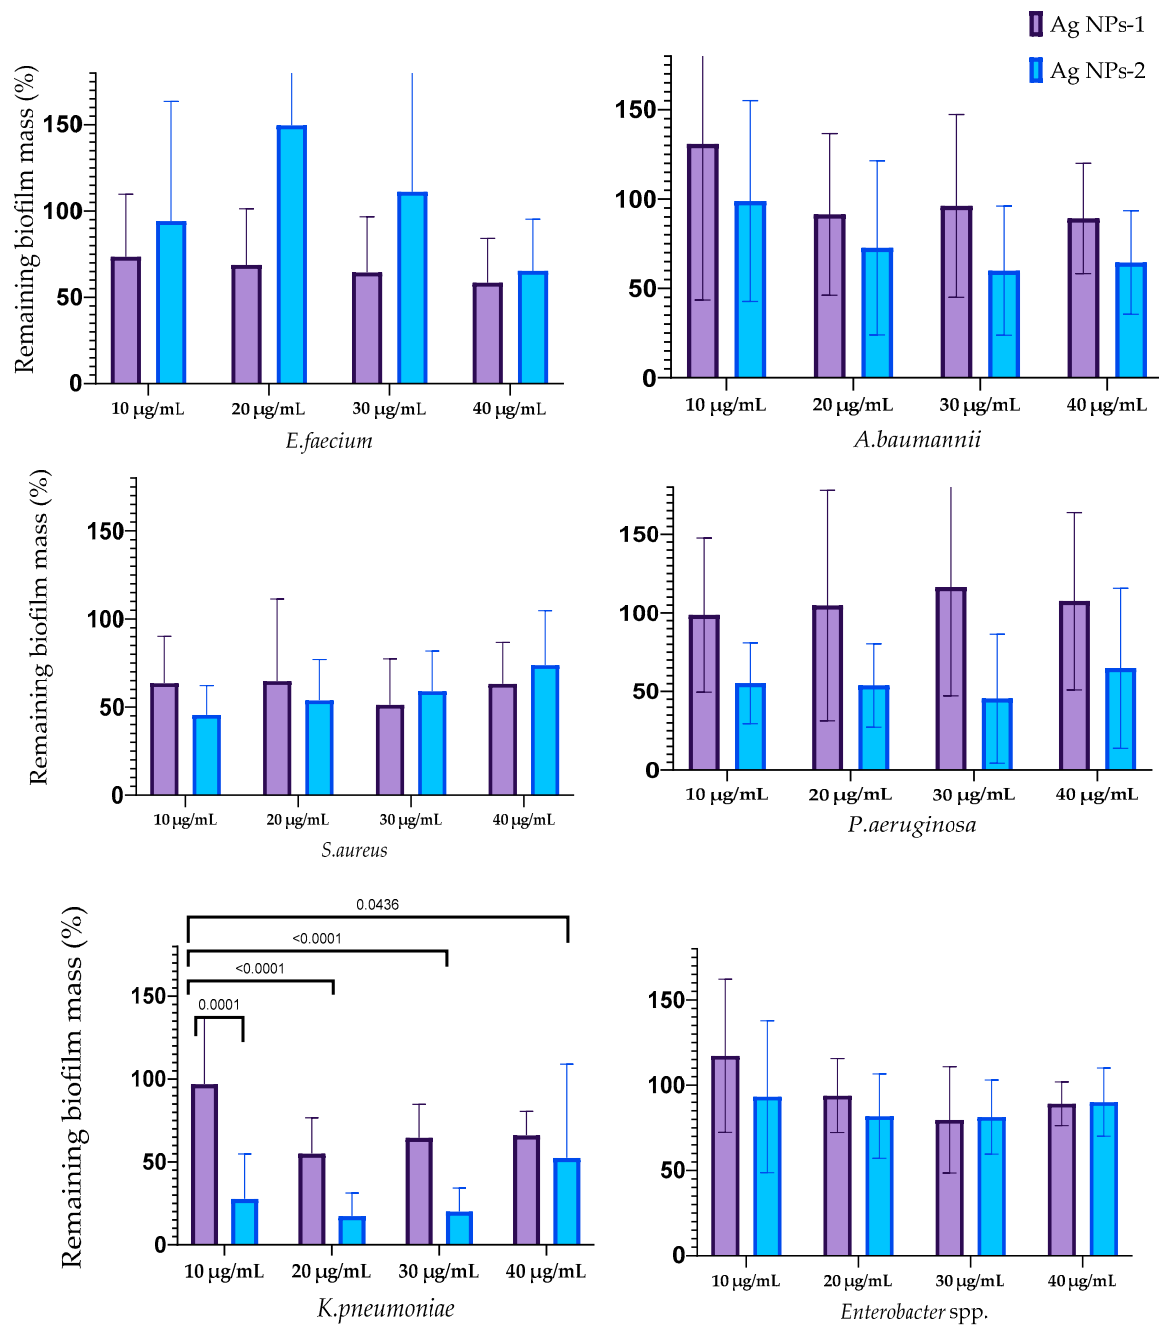 Ag NPs-1
Ag NPs-2
Remaining biofilm mass (%)
150
100
50
0
10 µg/mL 20 µg/mL 30 µg/mL 40 µg/mL
E.faecium
150
100
50
0
10 µg/mL 20 µg/mL 30 µg/mL 40 µg/mL
A.baumannii
Remaining biofilm mass (%)
150
100
50
0
10 µg/mL 20 µg/mL 30 µg/mL 40 µg/mL
S.aureus
150
100
50
0
10 µg/mL 20 µg/mL 30 µg/mL 40 µg/mL
P.aeruginosa
Remaining biofilm mass (%)
0.0436
<0.0001
<0.0001
0.0001
150
100
50
0
10 µg/mL 20 µg/mL 30 µg/mL 40 µg/mL
K.pneumoniae
150
100
50
0
10 µg/mL 20 µg/mL 30 µg/mL 40 µg/mL
Enterobacter spp.